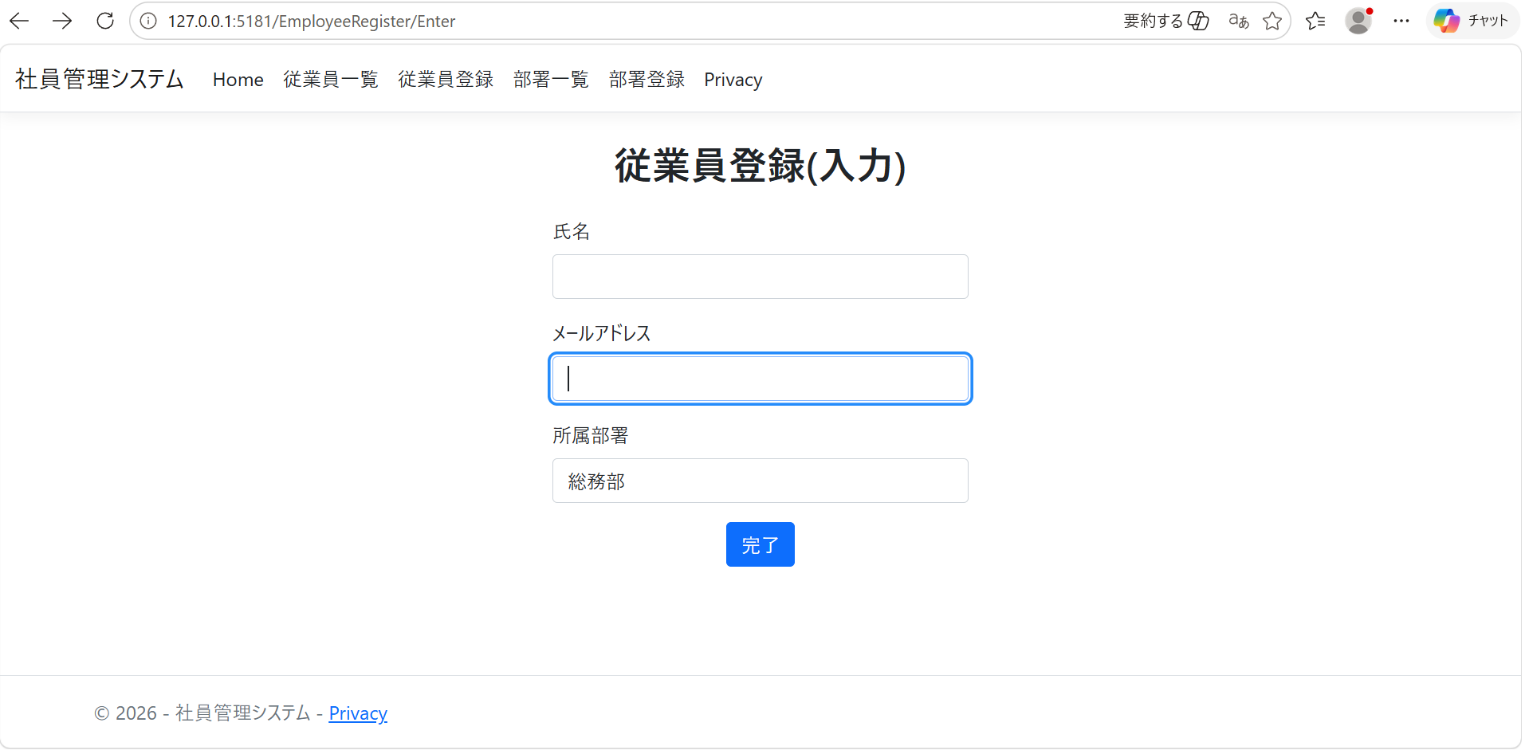 127.0.0.1:5181/EmployeeRegister/Enter 要約する aあ チャット
社員管理システム Home 従業員一覧 従業員登録 部署一覧 部署登録 Privacy
従業員登録(入力)
氏名
メールアドレス
所属部署
総務部
完了
© 2026 - 社員管理システム - Privacy